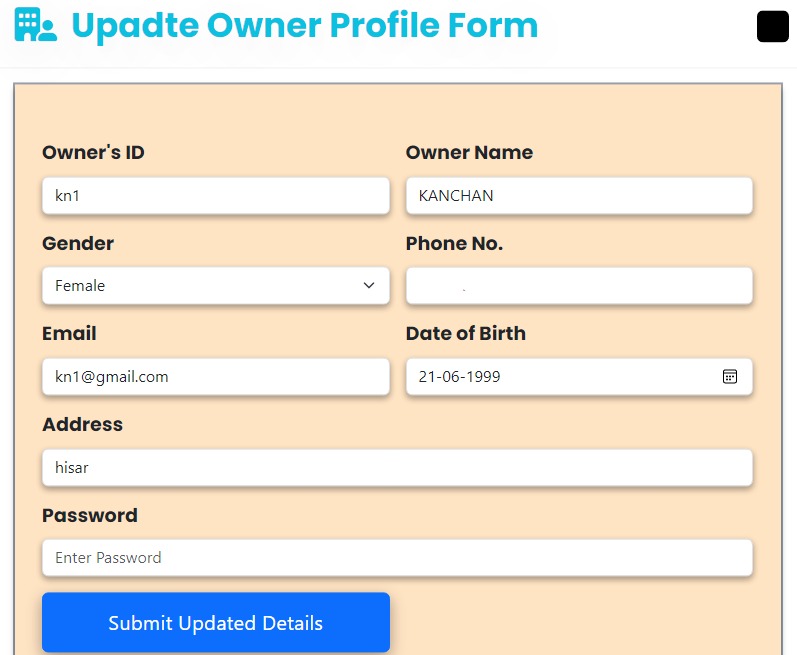 Upadte Owner Profile Form
Owner's ID
Owner Name
kn1
KANCHAN
Gender
Phone No.
Female
Email
Date of Birth
kn1@gmail.com
21-06-1999
Address
hisar
Password
Enter Password
Submit Updated Details